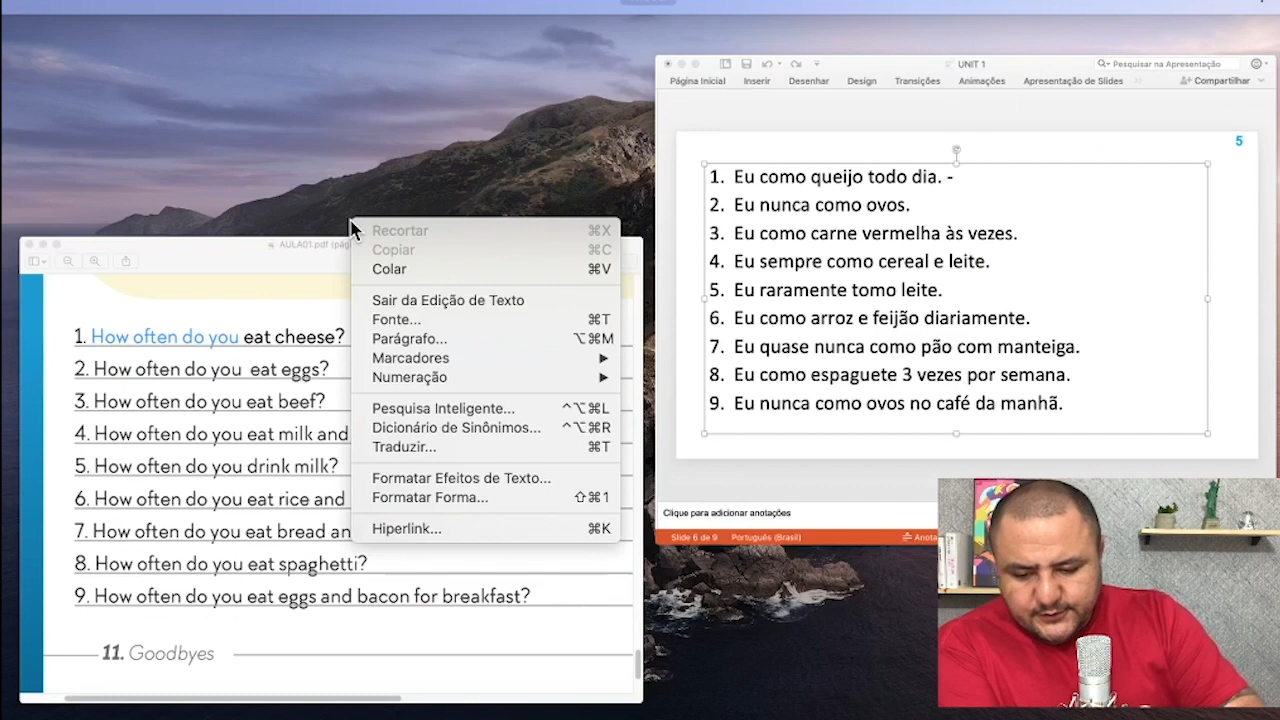 AULA01.pdf (pág
1. How often do you eat cheese?
2. How often do you eat eggs?
3. How often do you eat beef?
4. How often do you eat milk and
5. How often do you drink milk?
6. How often do you eat rice and
7. How often do you eat bread an
8. How often do you eat spaghetti?
9. How often do you eat eggs and bacon for breakfast?
11. Goodbyes
Recortar ⌘X
Copiar ⌘C
Colar ⌘V
Sair da Edição de Texto
Fonte... ⌘T
Parágrafo... ⌥⌘M
Marcadores
Numeração
Pesquisa Inteligente... ^⌥⌘L
Dicionário de Sinônimos... ^⌥⌘R
Traduzir... ⌘T
Formatar Efeitos de Texto...
Formatar Forma... ⇧⌘1
Hiperlink... ⌘K
UNIT 1
Pesquisar na Apresentação
Página Inicial Inserir Desenhar Design Transições Animações Apresentação de Slides Compartilhar
5
1. Eu como queijo todo dia. -
2. Eu nunca como ovos.
3. Eu como carne vermelha às vezes.
4. Eu sempre como cereal e leite.
5. Eu raramente tomo leite.
6. Eu como arroz e feijão diariamente.
7. Eu quase nunca como pão com manteiga.
8. Eu como espaguete 3 vezes por semana.
9. Eu nunca como ovos no café da manhã.
Clique para adicionar anotações
Slide 6 de 9 Português (Brasil) Anota